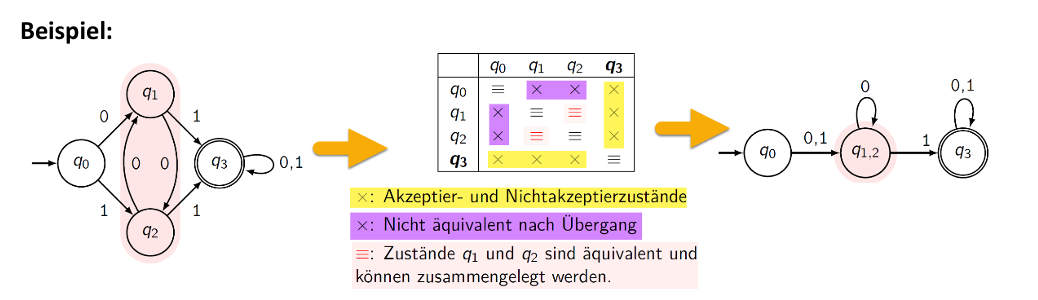 Beispiel:
0
1
q₀
q₁
q₂
q₃
0
0
1
1
0,1
q₀ q₁ q₂ q₃
q₀ ≡ × × ×
q₁ × ≡ ≡ ×
q₂ × ≡ ≡ ×
q₃ × × × ≡
×: Akzeptier- und Nichtakzeptierzustände
×: Nicht äquivalent nach Übergang
≡: Zustände q₁ und q₂ sind äquivalent und
können zusammengelegt werden.
0
0,1
q₀ 0,1 q₁,₂ 1 q₃